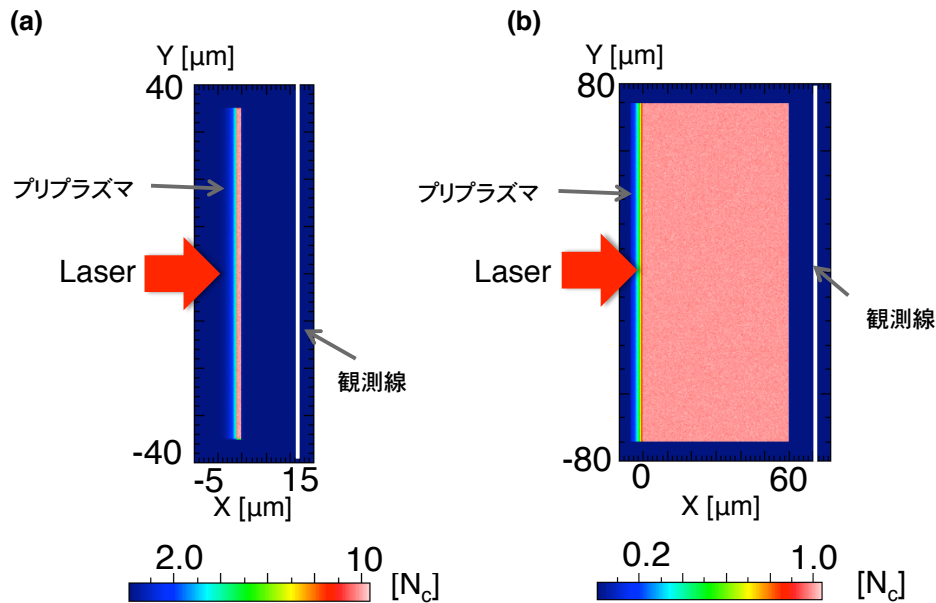 (a)
Y [μm]
40
プリプラズマ
Laser
観測線
-40
-5
15
X [μm]
2.0
10
[Nc]
(b)
Y [μm]
80
プリプラズマ
Laser
観測線
-80
0
60
X [μm]
0.2
1.0
[Nc]